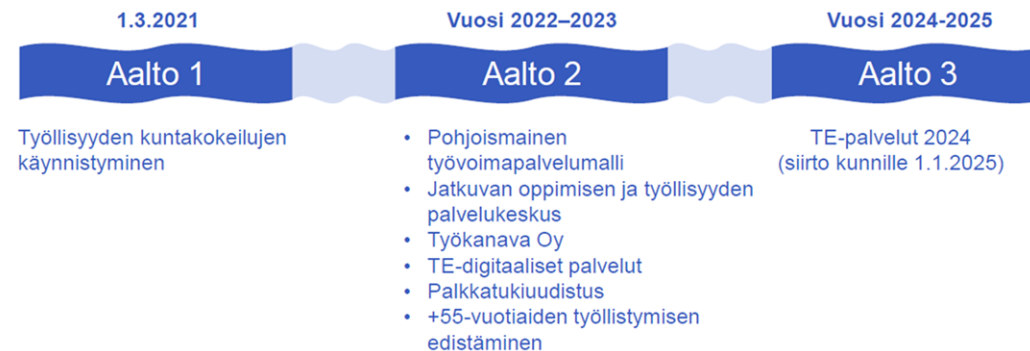 1.3.2021
Aalto 1
Työllisyyden kuntakokeilujen
käynnistyminen
Vuosi 2022–2023
Aalto 2
• Pohjoismainen
työvoimapalvelumalli
• Jatkuvan oppimisen ja työllisyyden
palvelukeskus
• Työkanava Oy
• TE-digitaaliset palvelut
• Palkkatukiuudistus
• +55-vuotiaiden työllistymisen
edistäminen
Vuosi 2024-2025
Aalto 3
TE-palvelut 2024
(siirto kunnille 1.1.2025)